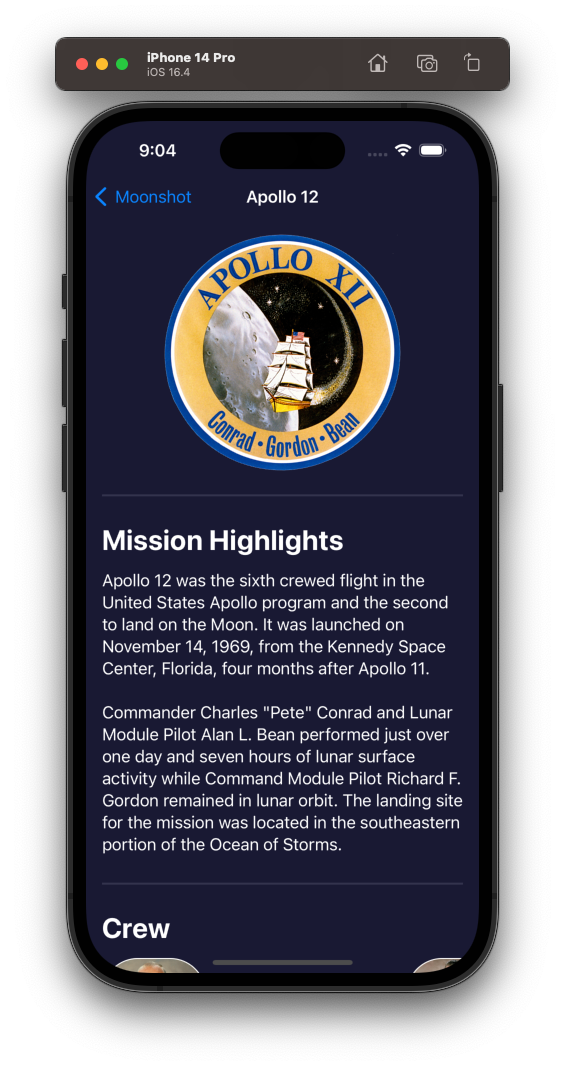 iPhone 14 Pro
iOS 16.4
9:04
Moonshot
Apollo 12
APOLLO XII
Conrad • Gordon • Bean
Mission Highlights
Apollo 12 was the sixth crewed flight in the
United States Apollo program and the second
to land on the Moon. It was launched on
November 14, 1969, from the Kennedy Space
Center, Florida, four months after Apollo 11.
Commander Charles "Pete" Conrad and Lunar
Module Pilot Alan L. Bean performed just over
one day and seven hours of lunar surface
activity while Command Module Pilot Richard F.
Gordon remained in lunar orbit. The landing site
for the mission was located in the southeastern
portion of the Ocean of Storms.
Crew